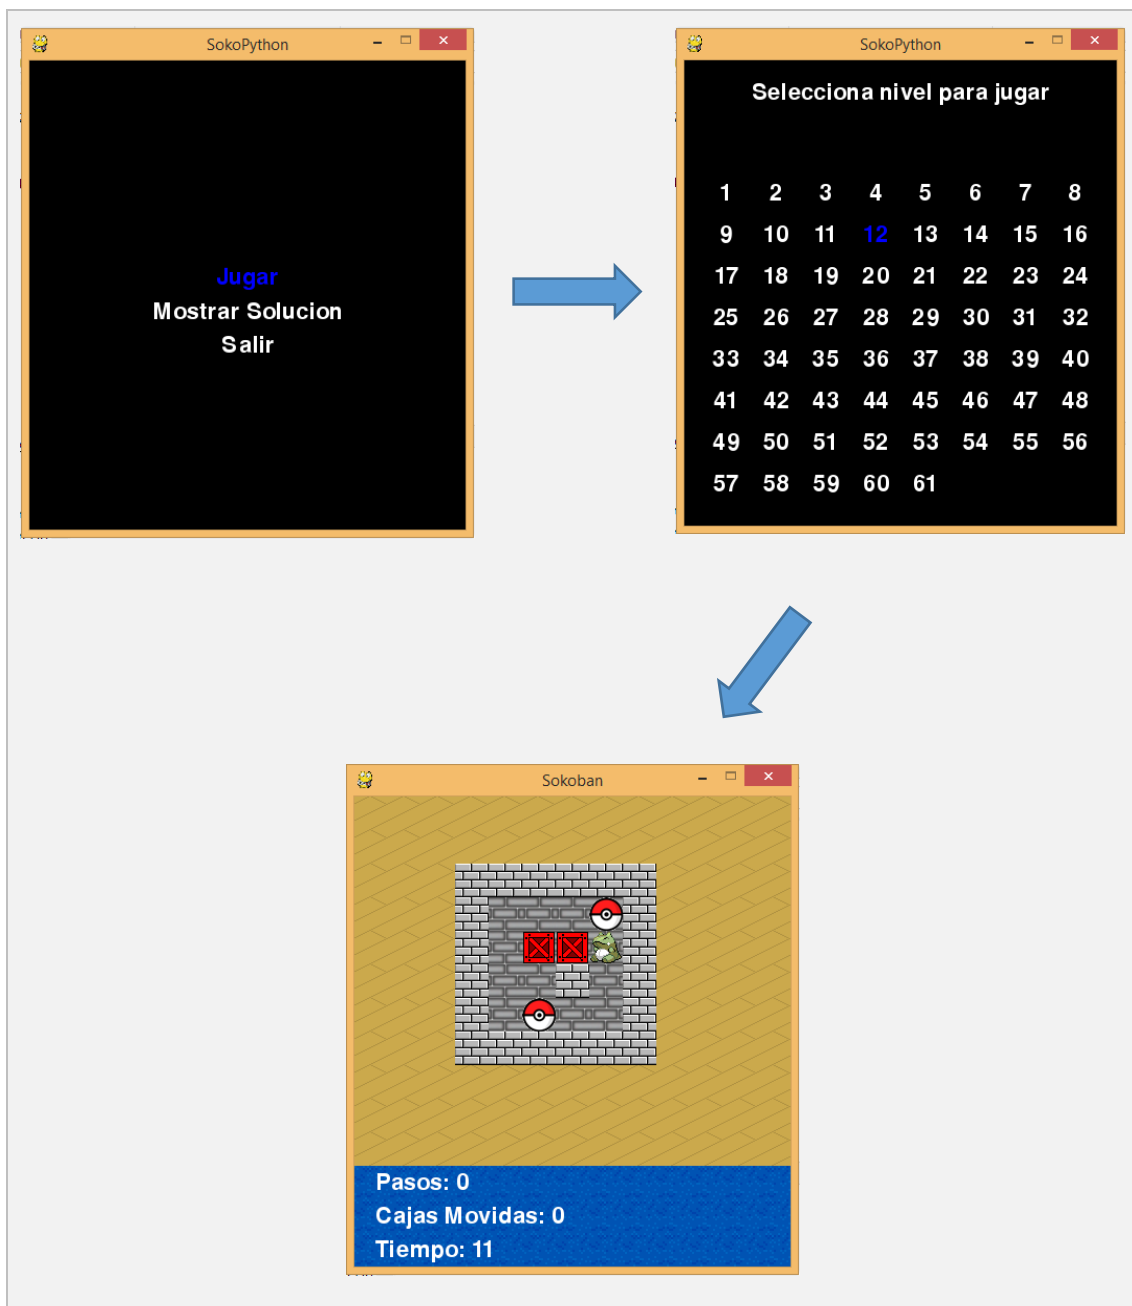 SokoPython
Jugar
Mostrar Solucion
Salir
SokoPython
Selecciona nivel para jugar
1 2 3 4 5 6 7 8
9 10 11 12 13 14 15 16
17 18 19 20 21 22 23 24
25 26 27 28 29 30 31 32
33 34 35 36 37 38 39 40
41 42 43 44 45 46 47 48
49 50 51 52 53 54 55 56
57 58 59 60 61
Sokoban
Pasos: 0
Cajas Movidas: 0
Tiempo: 11